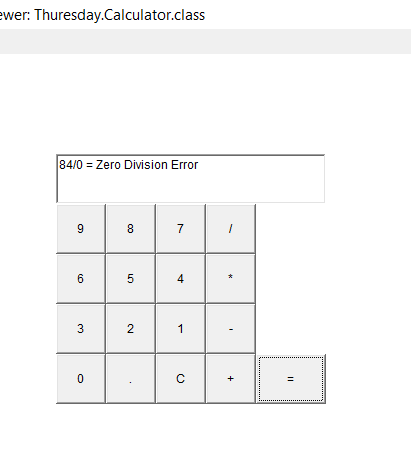 ewer: Thuresday.Calculator.class
84/0 = Zero Division Error
9 8 7 /
6 5 4 *
3 2 1 -
0 . C + =